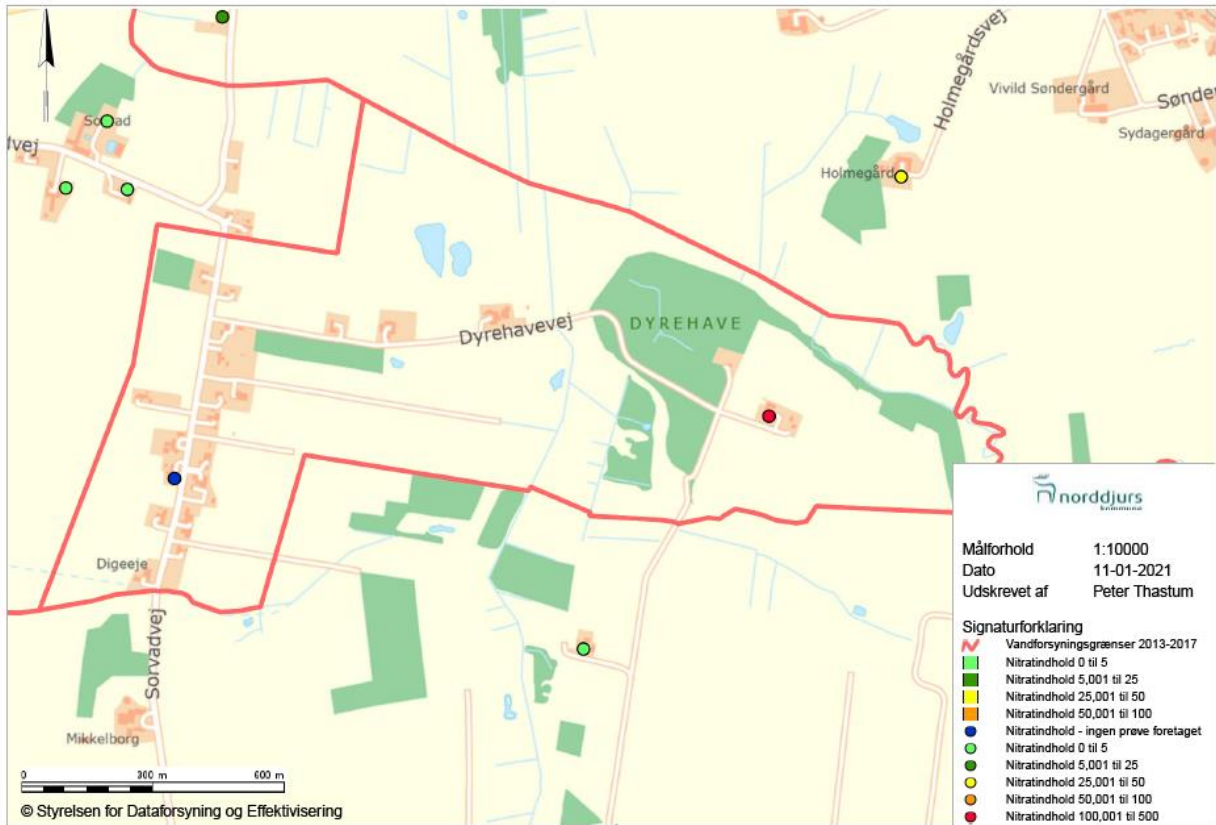 Holmegårdsvej
Vivild Søndergård
Sønder
Sydagergård
dvej
Holmegård
DYREHAVE
Dyrehavevej
Digeeje
Sorvadvej
Mikkelborg
0 300 m 600 m
© Styrelsen for Dataforsyning og Effektivisering
norddjurs
kommune
Målforhold 1:10000
Dato 11-01-2021
Udskrevet af Peter Thastum
Signaturforklaring
Vandforsyningsgrænser 2013-2017
Nitratindhold 0 til 5
Nitratindhold 5,001 til 25
Nitratindhold 25,001 til 50
Nitratindhold 50,001 til 100
Nitratindhold - ingen prøve foretaget
Nitratindhold 0 til 5
Nitratindhold 5,001 til 25
Nitratindhold 25,001 til 50
Nitratindhold 50,001 til 100
Nitratindhold 100,001 til 500